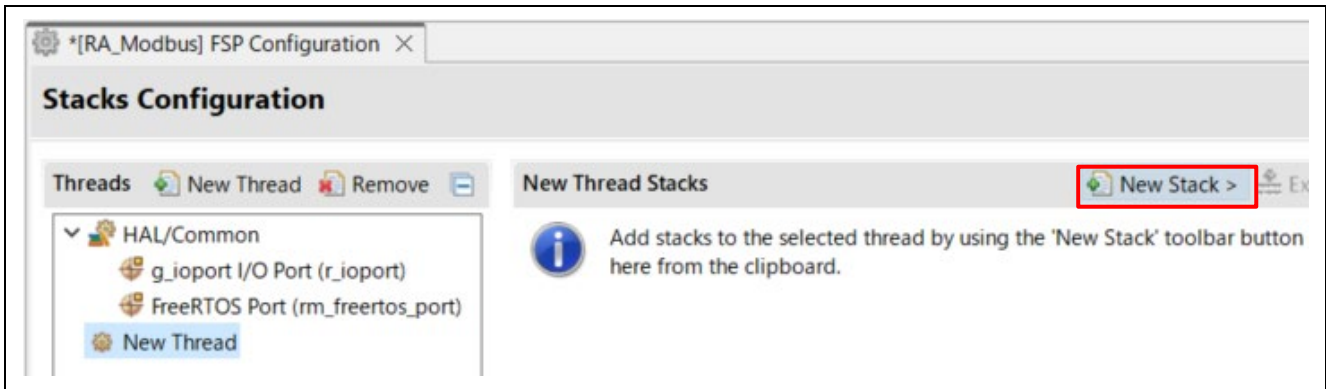 *[RA_Modbus] FSP Configuration
Stacks Configuration
Threads New Thread Remove
HAL/Common
g_ioport I/O Port (r_ioport)
FreeRTOS Port (rm_freertos_port)
New Thread
New Thread Stacks New Stack >
Add stacks to the selected thread by using the 'New Stack' toolbar button
here from the clipboard.